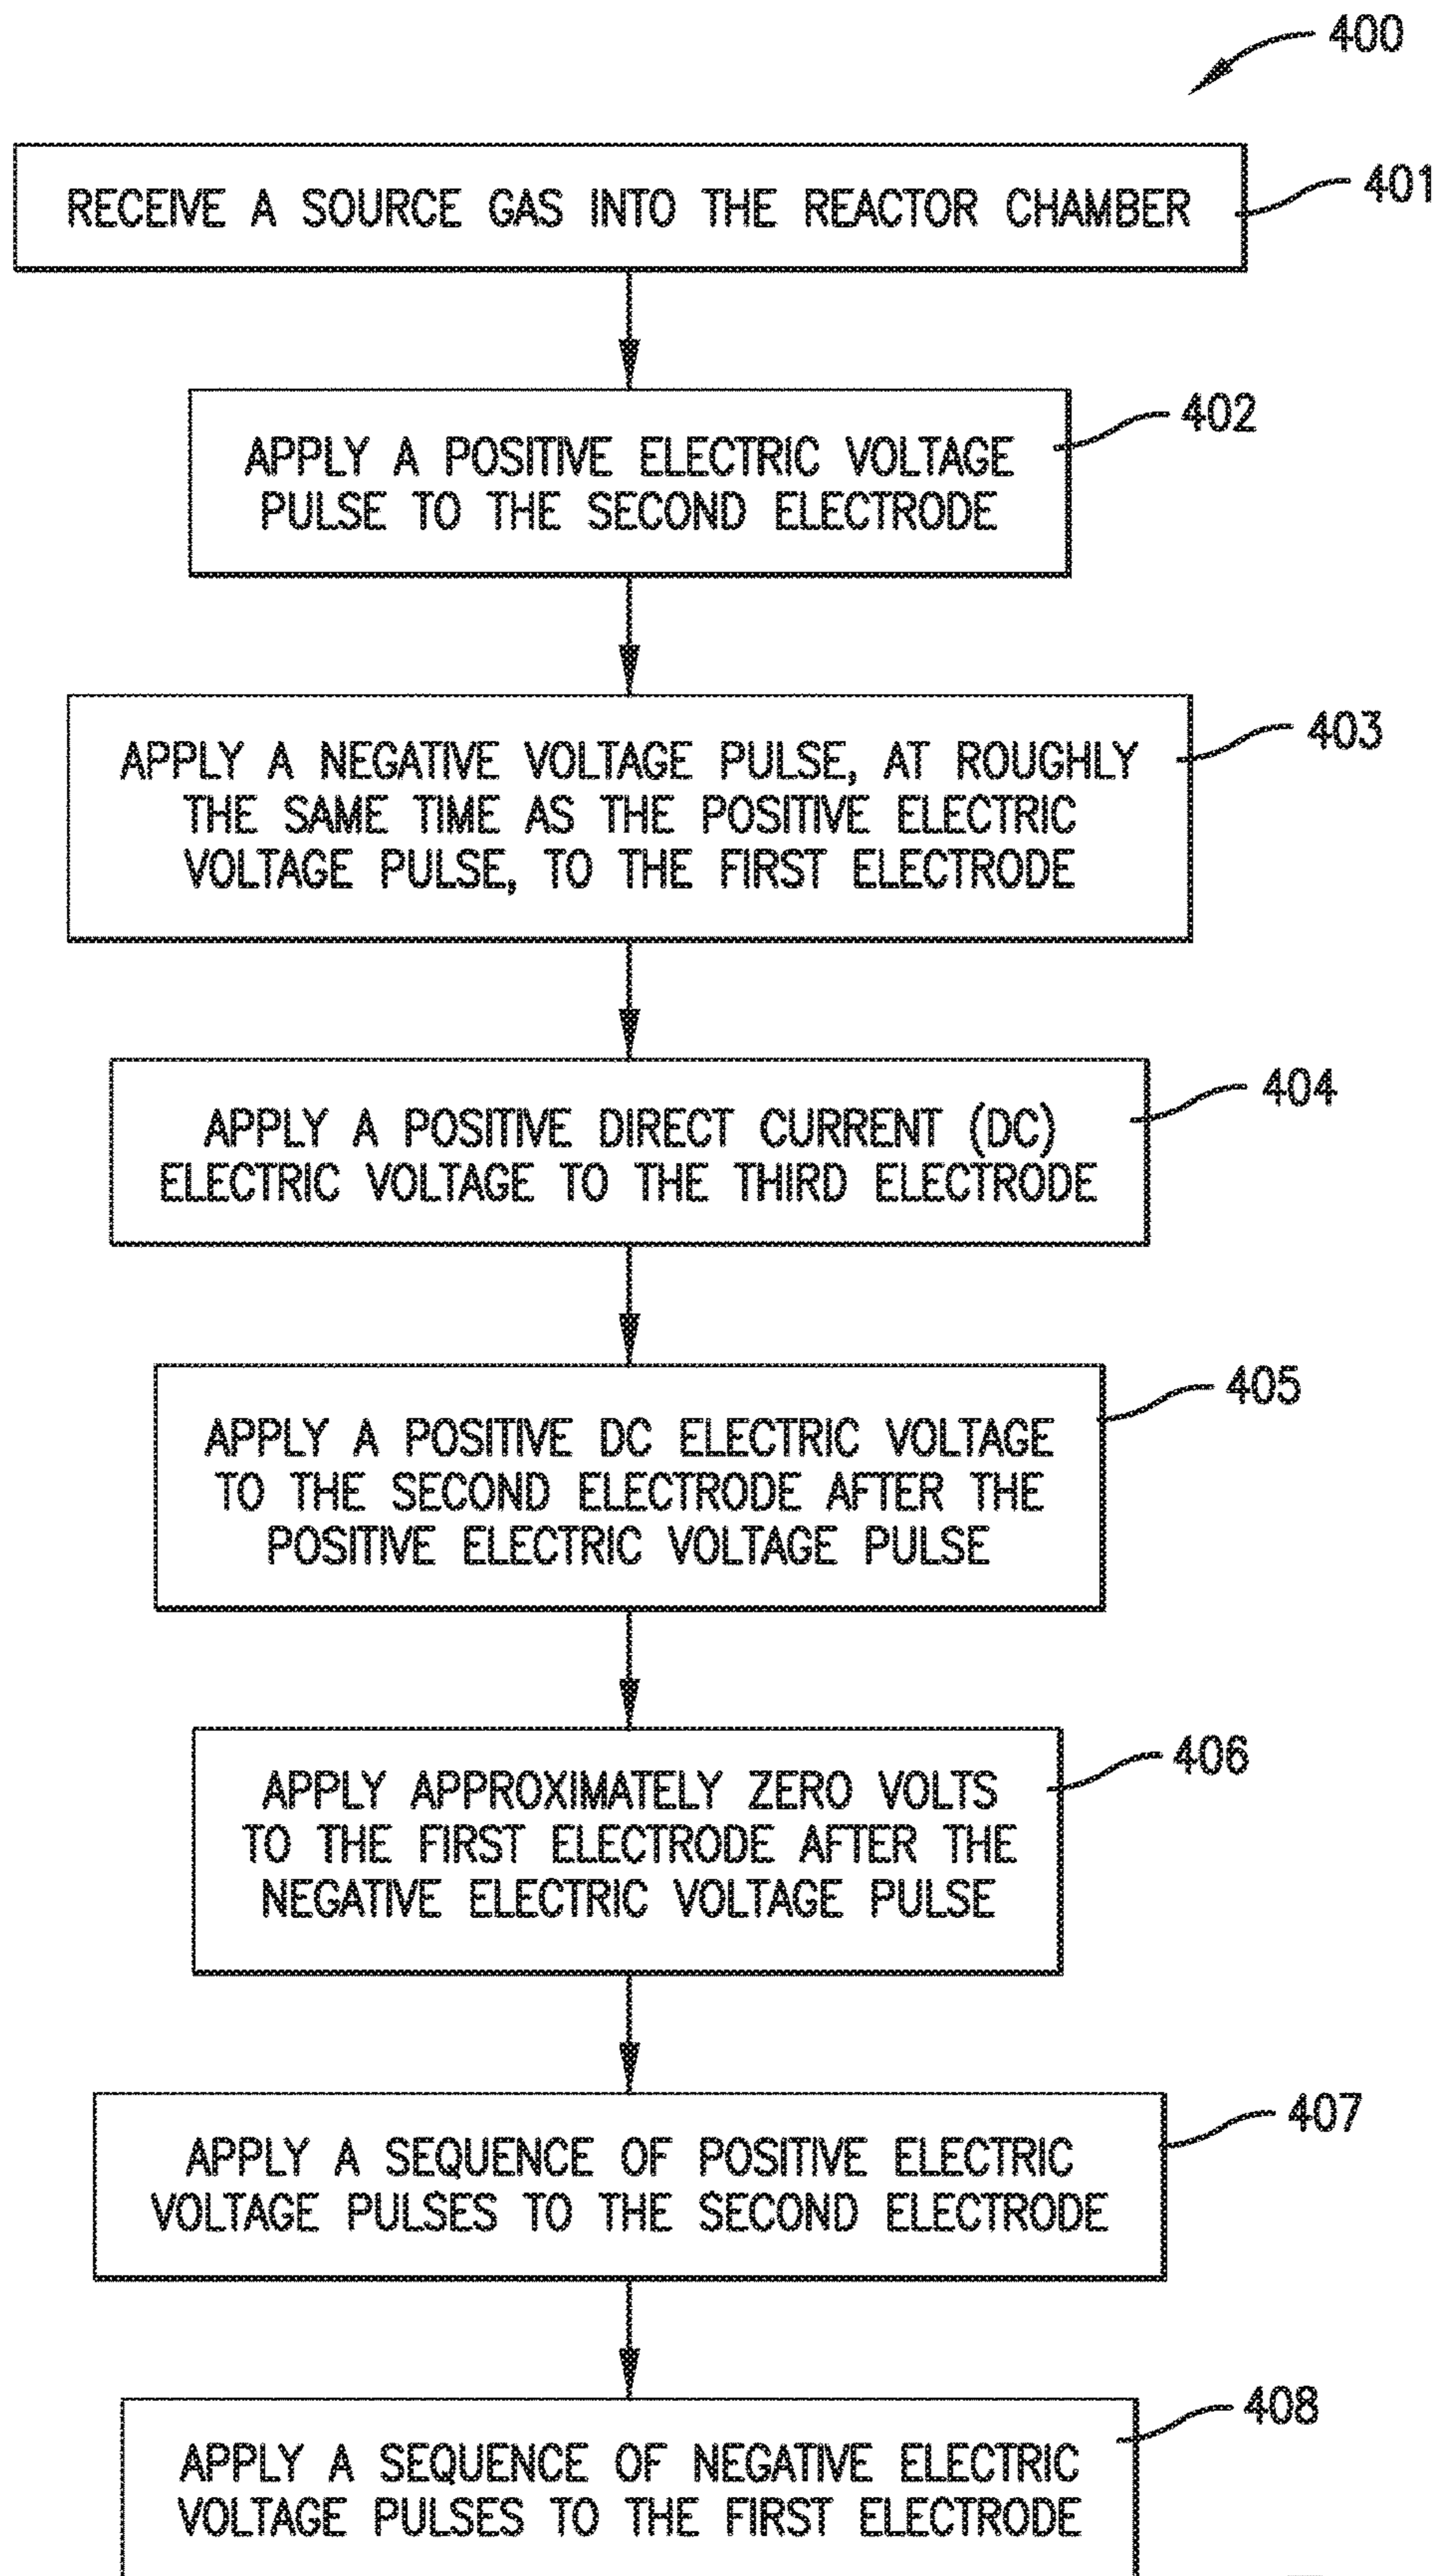 400
RECEIVE A SOURCE GAS INTO THE REACTOR CHAMBER
401
APPLY A POSITIVE ELECTRIC VOLTAGE
PULSE TO THE SECOND ELECTRODE
402
APPLY A NEGATIVE VOLTAGE PULSE, AT ROUGHLY
THE SAME TIME AS THE POSITIVE ELECTRIC
VOLTAGE PULSE, TO THE FIRST ELECTRODE
403
APPLY A POSITIVE DIRECT CURRENT (DC)
ELECTRIC VOLTAGE TO THE THIRD ELECTRODE
404
APPLY A POSITIVE DC ELECTRIC VOLTAGE
TO THE SECOND ELECTRODE AFTER THE
POSITIVE ELECTRIC VOLTAGE PULSE
405
APPLY APPROXIMATELY ZERO VOLTS
TO THE FIRST ELECTRODE AFTER THE
NEGATIVE ELECTRIC VOLTAGE PULSE
406
APPLY A SEQUENCE OF POSITIVE ELECTRIC
VOLTAGE PULSES TO THE SECOND ELECTRODE
407
APPLY A SEQUENCE OF NEGATIVE ELECTRIC
VOLTAGE PULSES TO THE FIRST ELECTRODE
408